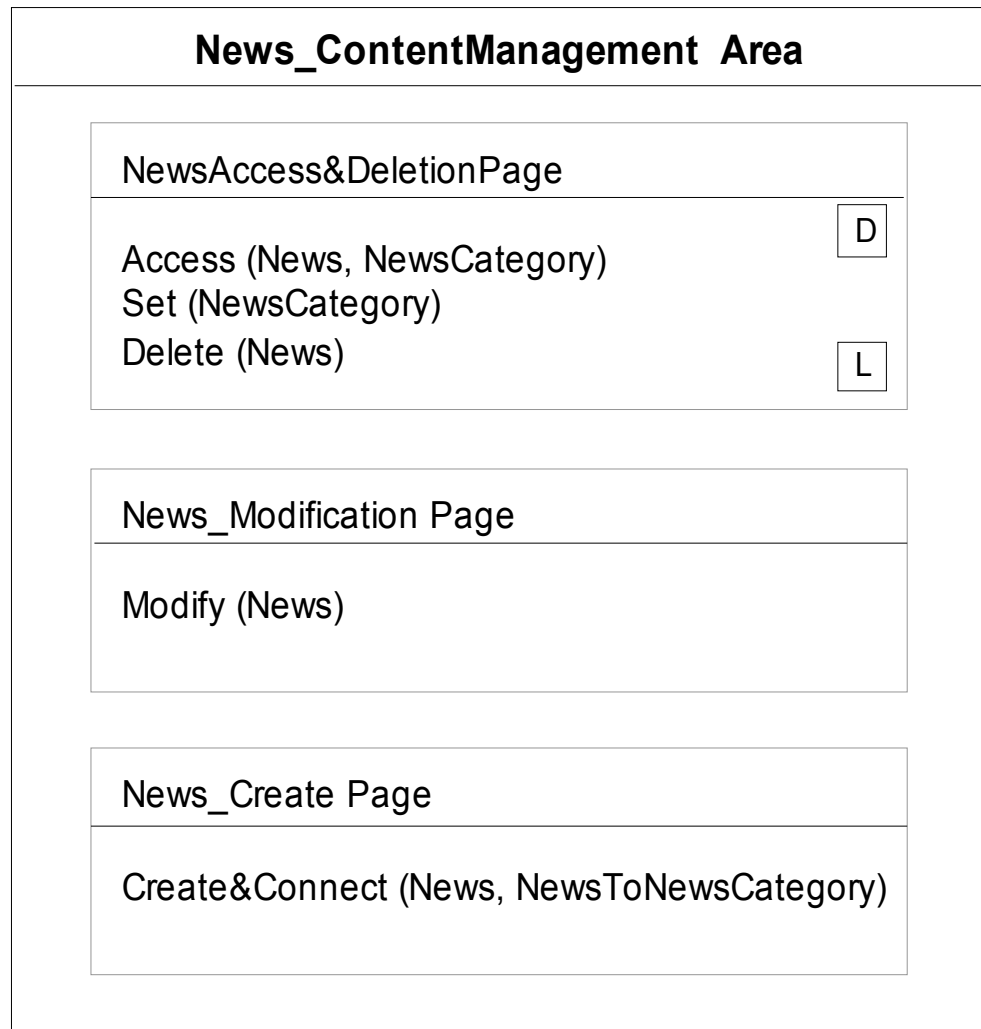 News_ContentManagement Area
NewsAccess&DeletionPage
D
Access (News, NewsCategory)
Set (NewsCategory)
Delete (News)
L
News_Modification Page
Modify (News)
News_Create Page
Create&Connect (News, NewsToNewsCategory)